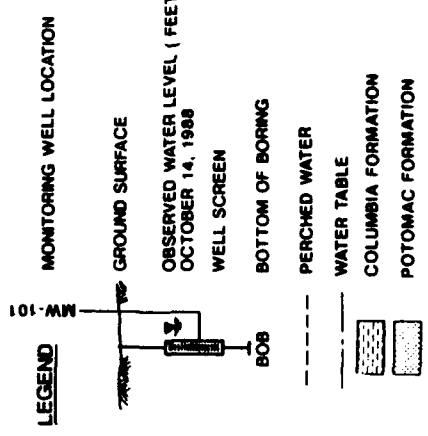 LEGEND
MW-101
MONITORING WELL LOCATION
GROUND SURFACE
OBSERVED WATER LEVEL ( FEET
OCTOBER 14, 1988
WELL SCREEN
BOB
BOTTOM OF BORING
PERCHED WATER
WATER TABLE
COLUMBIA FORMATION
POTOMAC FORMATION